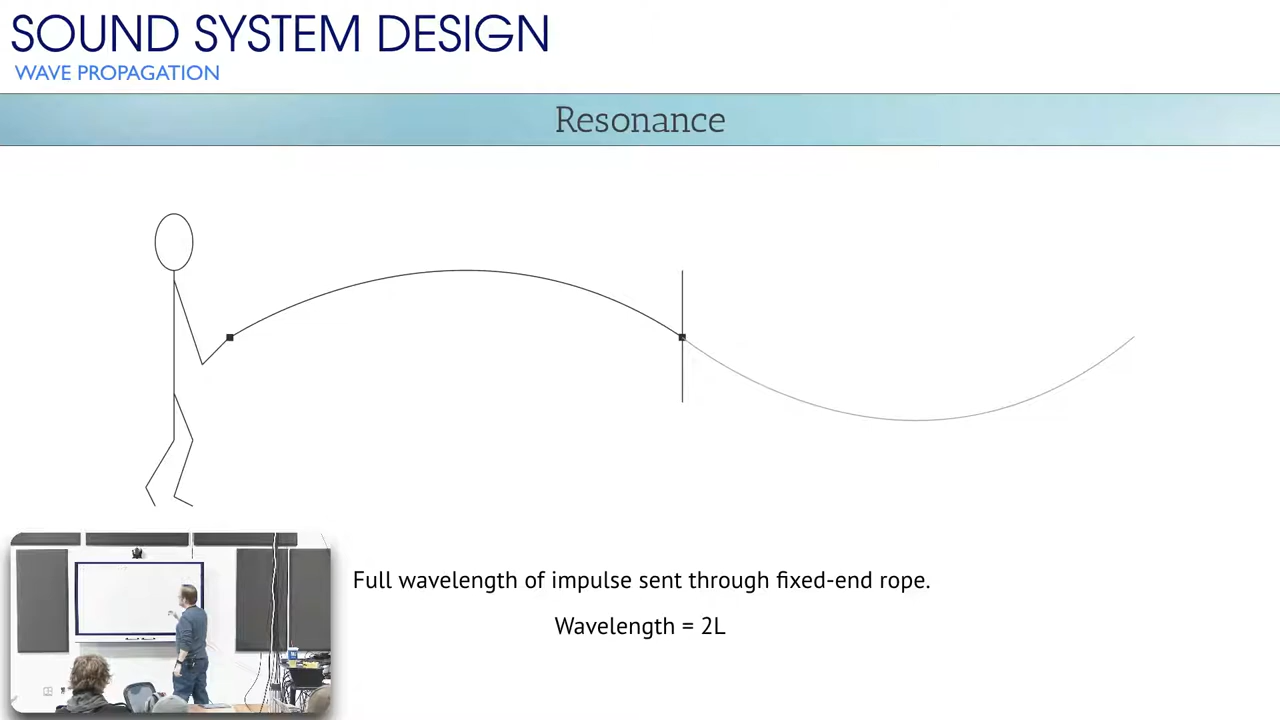 SOUND SYSTEM DESIGN
WAVE PROPAGATION
Resonance
Full wavelength of impulse sent through fixed-end rope.
Wavelength = 2L